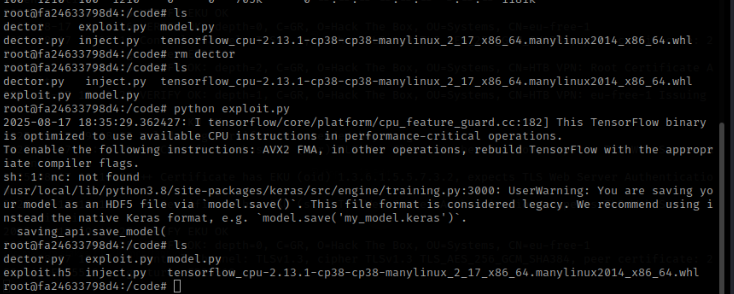 root@fa24633798d4:/code# ls
dector exploit.py model.py
dector.py inject.py tensorflow_cpu-2.13.1-cp38-cp38-manylinux_2_17_x86_64.manylinux2014_x86_64.whl
root@fa24633798d4:/code# rm dector
root@fa24633798d4:/code# ls
dector.py inject.py tensorflow_cpu-2.13.1-cp38-cp38-manylinux_2_17_x86_64.manylinux2014_x86_64.whl
exploit.py model.py
root@fa24633798d4:/code# python exploit.py
2025-08-17 18:35:29.362427: I tensorflow/core/platform/cpu_feature_guard.cc:182] This TensorFlow binary
is optimized to use available CPU instructions in performance-critical operations.
To enable the following instructions: AVX2 FMA, in other operations, rebuild TensorFlow with the appropr
iate compiler flags.
sh: 1: nc: not found
/usr/local/lib/python3.8/site-packages/keras/src/engine/training.py:3000: UserWarning: You are saving yo
ur model as an HDF5 file via `model.save()`. This file format is considered legacy. We recommend using i
nstead the native Keras format, e.g. `model.save('my_model.keras')`.
saving_api.save_model(
root@fa24633798d4:/code# ls
dector.py exploit.py model.py
exploit.h5 inject.py tensorflow_cpu-2.13.1-cp38-cp38-manylinux_2_17_x86_64.manylinux2014_x86_64.whl
root@fa24633798d4:/code#